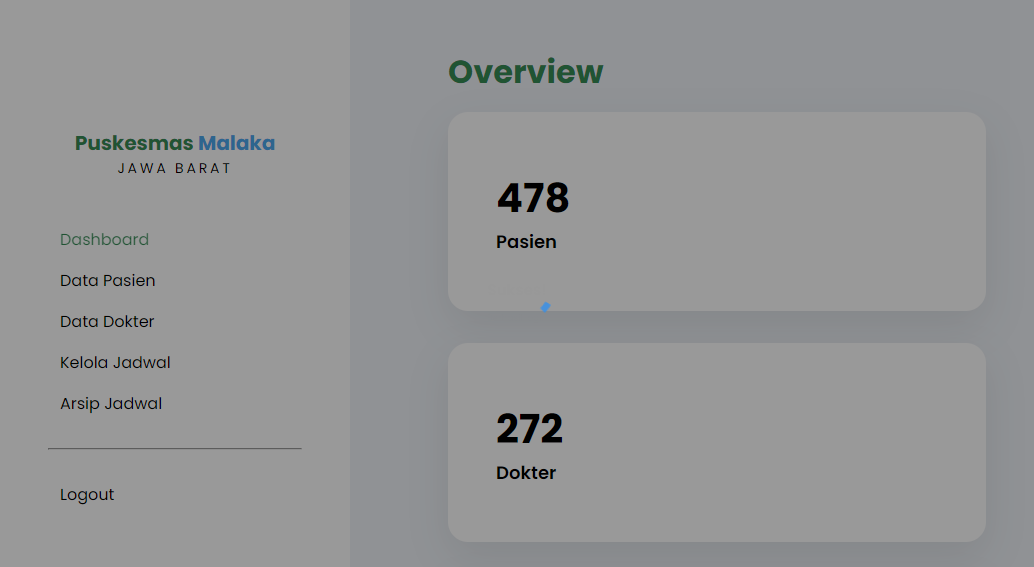 Puskesmas Malaka
JAWA BARAT
Dashboard
Data Pasien
Data Dokter
Kelola Jadwal
Arsip Jadwal
Logout
Overview
478
Pasien
272
Dokter